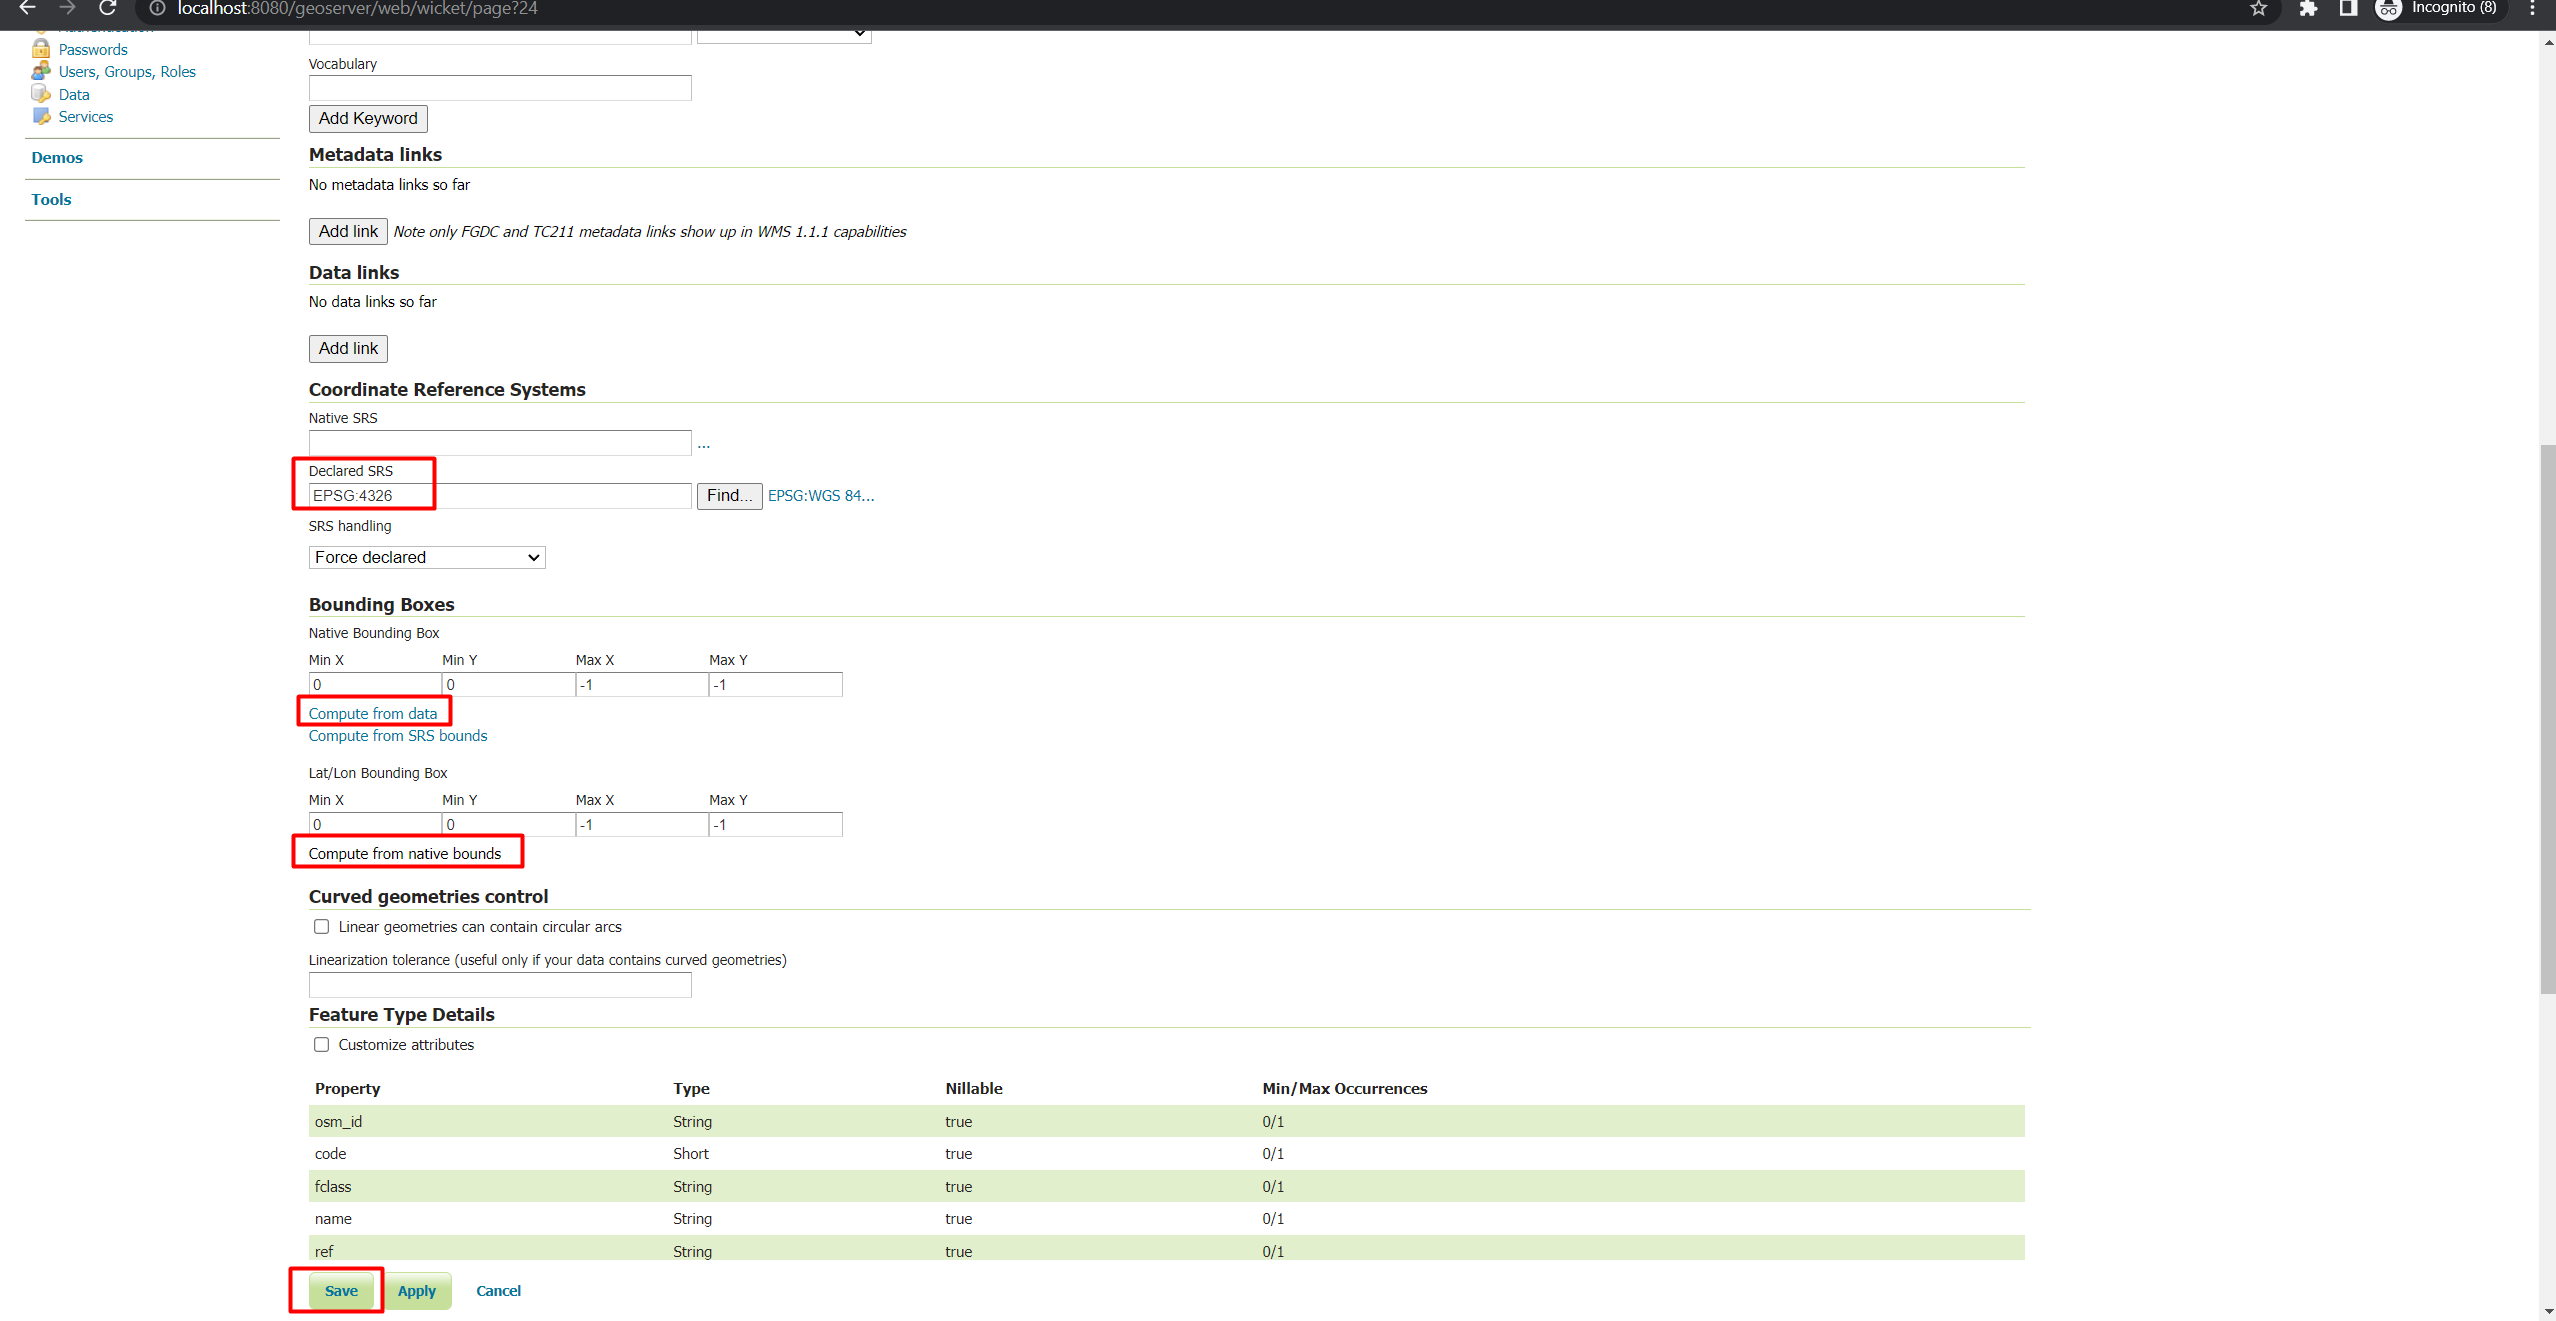 localhost:8080/geoserver/web/wicket/page?24
Incognito (8)
Passwords
Users, Groups, Roles
Data
Services
Demos
Tools
Vocabulary
Add Keyword
Metadata links
No metadata links so far
Add link Note only FGDC and TC211 metadata links show up in WMS 1.1.1 capabilities
Data links
No data links so far
Add link
Coordinate Reference Systems
Native SRS
...
Declared SRS
EPSG:4326 Find... EPSG:WGS 84...
SRS handling
Force declared
Bounding Boxes
Native Bounding Box
Min X Min Y Max X Max Y
0 0 -1 -1
Compute from data
Compute from SRS bounds
Lat/Lon Bounding Box
Min X Min Y Max X Max Y
0 0 -1 -1
Compute from native bounds
Curved geometries control
Linear geometries can contain circular arcs
Linearization tolerance (useful only if your data contains curved geometries)
Feature Type Details
Customize attributes
Property Type Nillable Min/Max Occurrences
osm_id String true 0/1
code Short true 0/1
fclass String true 0/1
name String true 0/1
ref String true 0/1
Save Apply Cancel